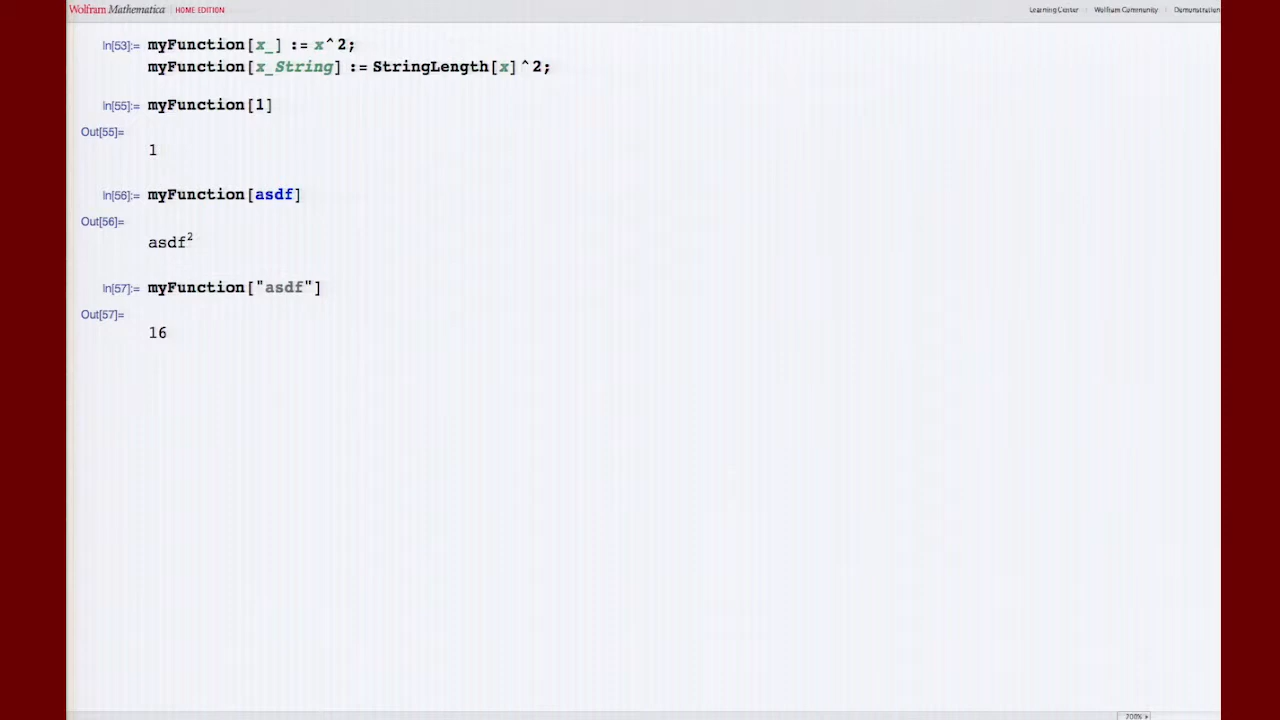 Wolfram Mathematica | HOME EDITION
Learning Center | Wolfram Community | Demonstration
In[53]:= myFunction[x_] := x^2;
myFunction[x_String] := StringLength[x]^2;
In[55]:= myFunction[1]
Out[55]=
1
In[56]:= myFunction[asdf]
Out[56]=
asdf²
In[57]:= myFunction["asdf"]
Out[57]=
16